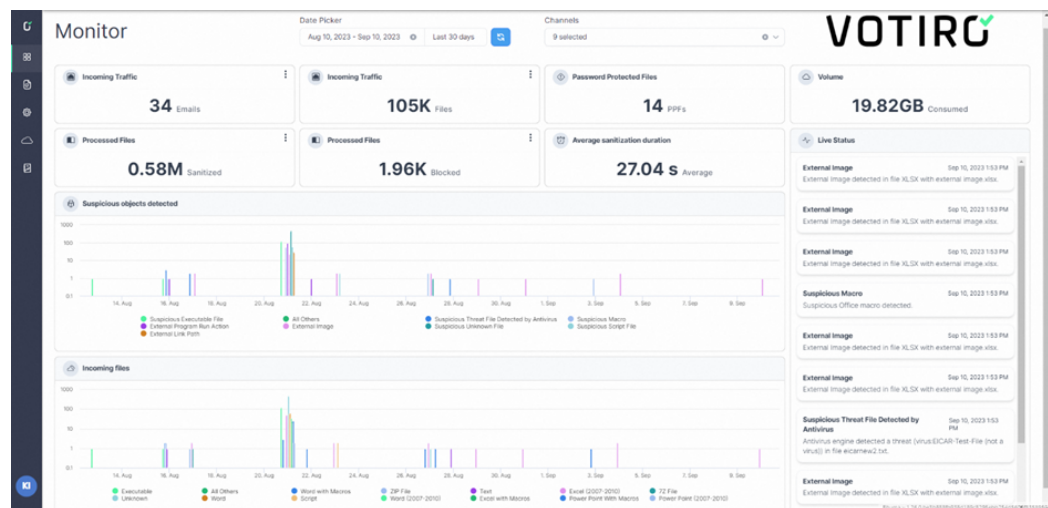 Monitor
Date Picker
Aug 10, 2023 - Sep 10, 2023
Last 30 days
Channels
9 selected
VOTIRO
Incoming Traffic
34 Emails
Incoming Traffic
105K Files
Password Protected Files
14 PPFs
Volume
19.82GB Consumed
Processed Files
0.58M Sanitized
Processed Files
1.96K Blocked
Average sanitization duration
27.04 s Average
Suspicious objects detected
1000
100
10
1
0.1
14. Aug 16. Aug 18. Aug 20. Aug 22. Aug 24. Aug 26. Aug 28. Aug 30. Aug 1. Sep 3. Sep 5. Sep 7. Sep 9. Sep
Suspicious Executable File
All Others
Suspicious Threat File Detected by Antivirus
Suspicious Macro
External Program Run Action
External Image
Suspicious Unknown File
Suspicious Script File
External Link Path
Incoming files
1000
100
10
1
0.1
14. Aug 16. Aug 18. Aug 20. Aug 22. Aug 24. Aug 26. Aug 28. Aug 30. Aug 1. Sep 3. Sep 5. Sep 7. Sep 9. Sep
Executable
All Others
Word with Macros
ZIP File
Text
Excel (2007-2010)
7Z File
Unknown
Word
Script
Word (2007-2010)
Excel with Macros
Power Point With Macros
Power Point (2007-2010)
Live Status
External Image
Sep 10, 2023 1:53 PM
External Image detected in file XLSX with external image.xlsx.
External Image
Sep 10, 2023 1:53 PM
External Image detected in file XLSX with external image.xlsx.
External Image
Sep 10, 2023 1:53 PM
External Image detected in file XLSX with external image.xlsx.
Suspicious Macro
Sep 10, 2023 1:53 PM
Suspicious Office macro detected.
External Image
Sep 10, 2023 1:53 PM
External Image detected in file XLSX with external image.xlsx.
External Image
Sep 10, 2023 1:53 PM
External Image detected in file XLSX with external image.xlsx.
Suspicious Threat File Detected by
Antivirus
Sep 10, 2023 1:53
PM
Antivirus engine detected a threat (virus:EICAR-Test-File (not a
virus)) in file eicarnew2.txt.
External Image
Sep 10, 2023 1:53 PM
External Image detected in file XLSX with external image.xlsx.